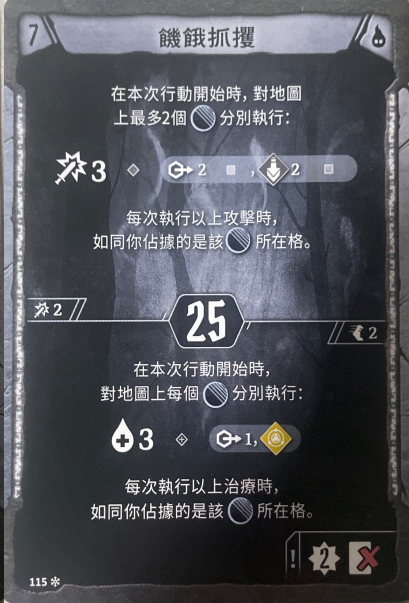 7
饑餓抓攫
在本次行動開始時，對地圖
上最多2個 分別執行：
3 2 , 2
每次執行以上攻擊時，
如同你佔據的是該 所在格。
2
25
2
在本次行動開始時，
對地圖上每個 分別執行：
3 1,
每次執行以上治療時，
如同你佔據的是該 所在格。
! 2
115